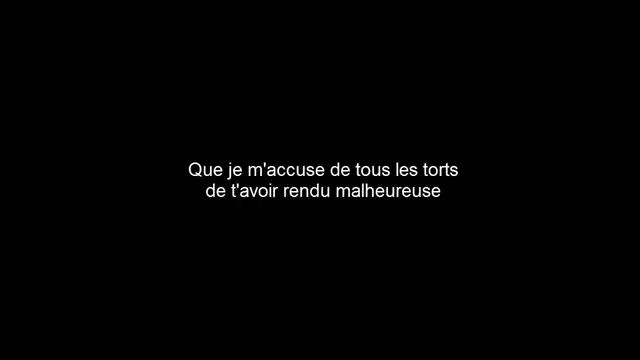 Que je m'accuse de tous les torts
de t'avoir rendu malheureuse